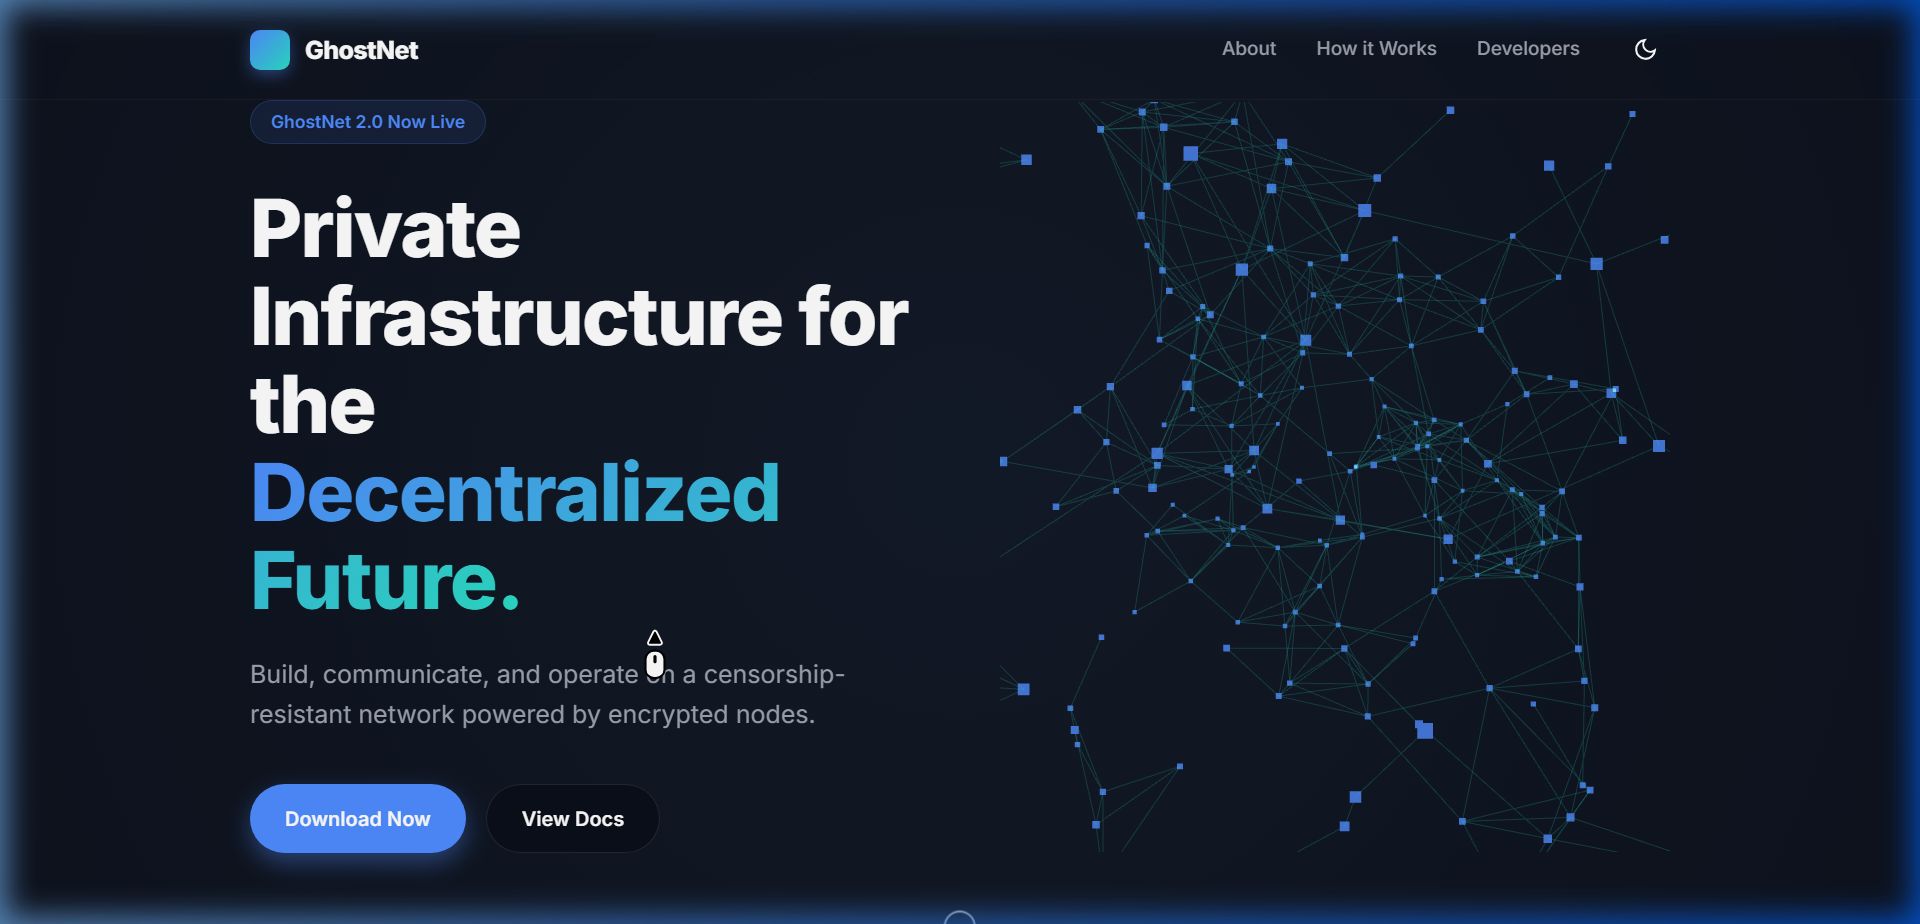 GhostNet
About
How it Works
Developers
GhostNet 2.0 Now Live
Private
Infrastructure for
the
Decentralized
Future.
Build, communicate, and operate on a censorship-
resistant network powered by encrypted nodes.
Download Now
View Docs